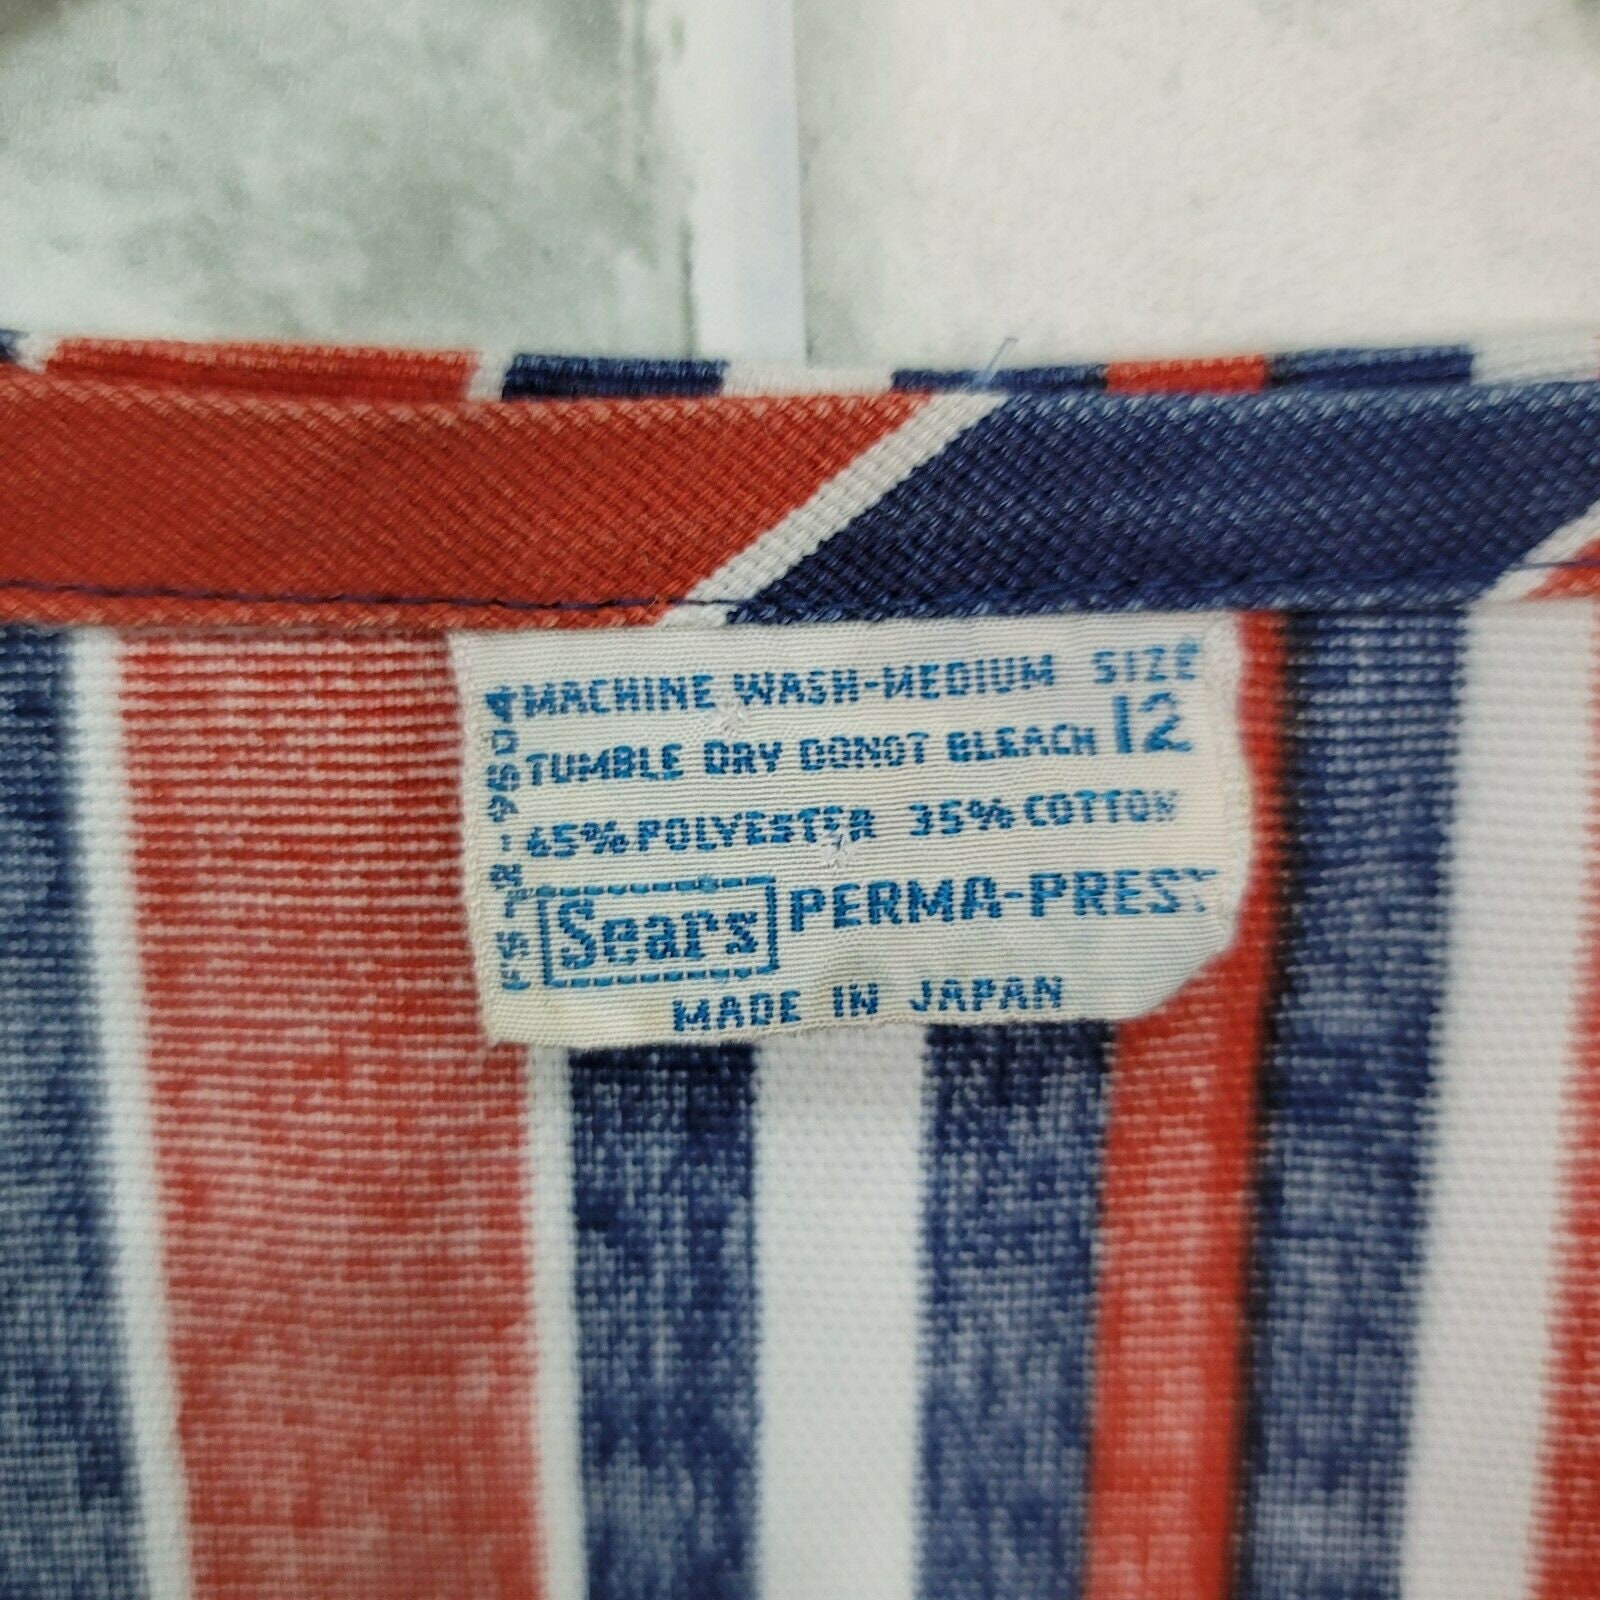 MACHINE WASH-MEDIUM SIZE
TUMBLE DRY DONOT BLEACH 12
65% POLYESTER 35% COTTON
Sears PERMA-PREST
MADE IN JAPAN